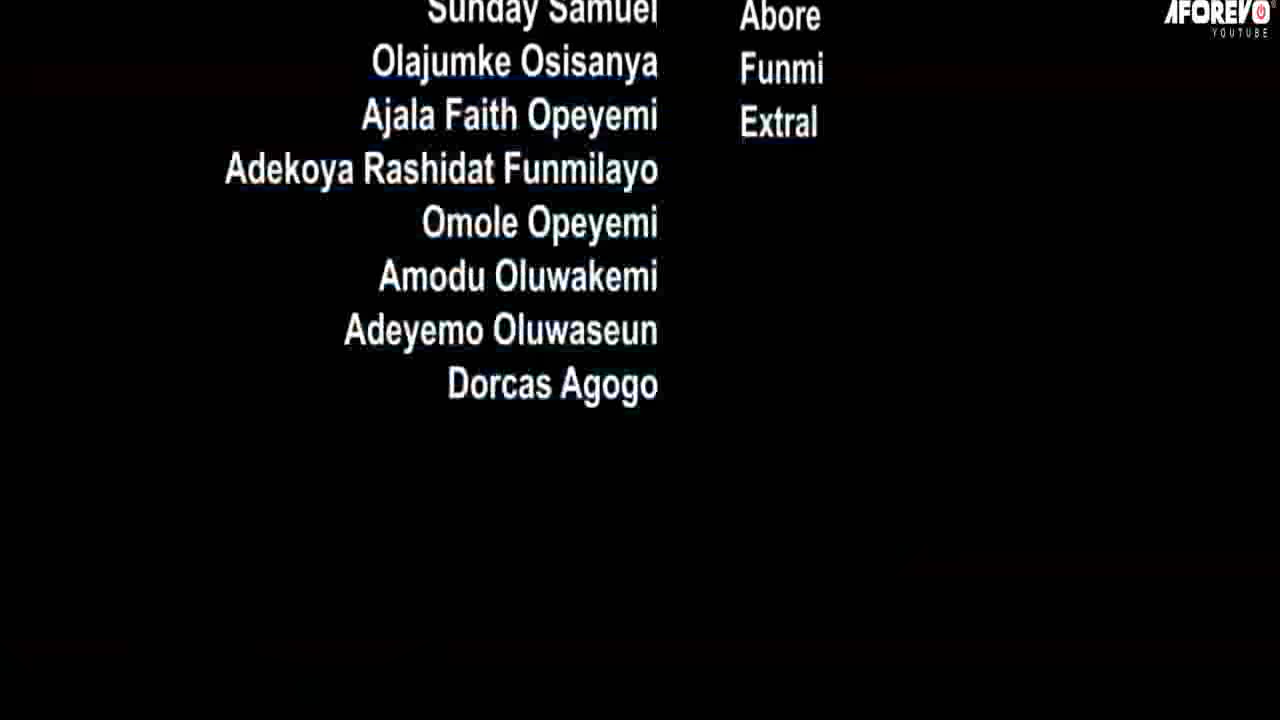 Sunday Samuel Abore
Olajumke Osisanya Funmi
Ajala Faith Opeyemi Extral
Adekoya Rashidat Funmilayo
Omole Opeyemi
Amodu Oluwakemi
Adeyemo Oluwaseun
Dorcas Agogo
AFOREVO
YOUTUBE